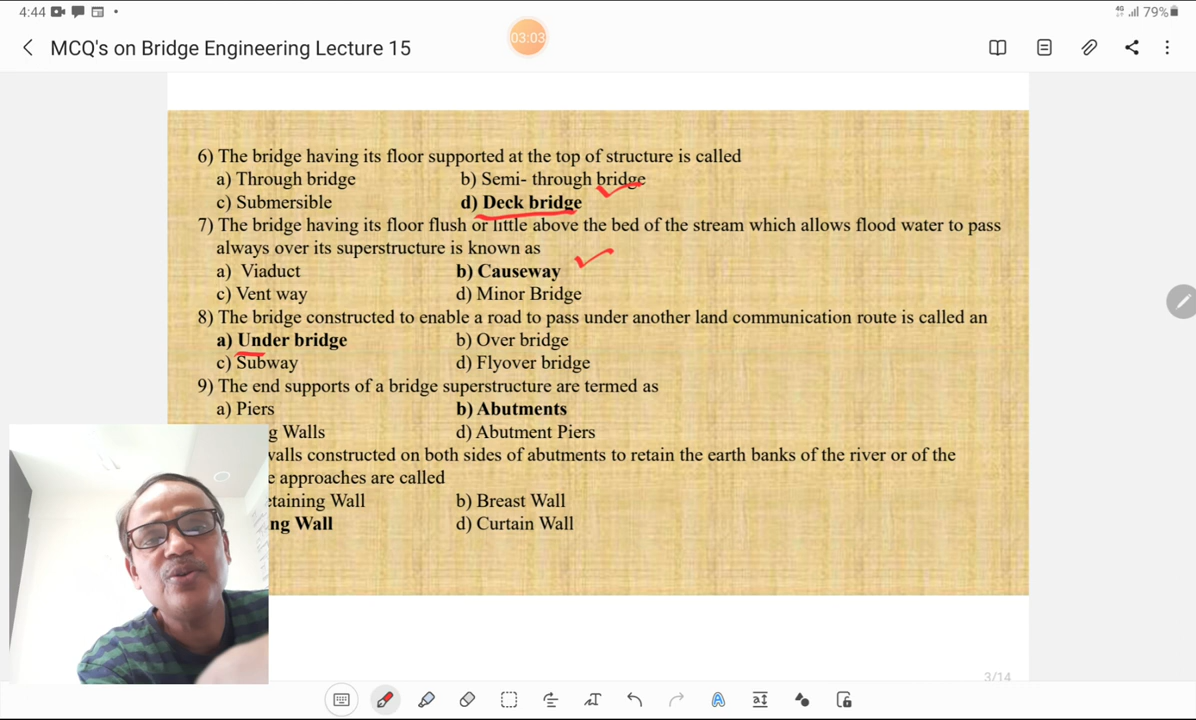 4:44
4G
79%
MCQ's on Bridge Engineering Lecture 15
03:03
6) The bridge having its floor supported at the top of structure is called
a) Through bridge b) Semi- through bridge
c) Submersible d) Deck bridge
7) The bridge having its floor flush or little above the bed of the stream which allows flood water to pass
always over its superstructure is known as
a) Viaduct b) Causeway
c) Vent way d) Minor Bridge
8) The bridge constructed to enable a road to pass under another land communication route is called an
a) Under bridge b) Over bridge
c) Subway d) Flyover bridge
9) The end supports of a bridge superstructure are termed as
a) Piers b) Abutments
g Walls d) Abutment Piers
walls constructed on both sides of abutments to retain the earth banks of the river or of the
e approaches are called
etaining Wall b) Breast Wall
ng Wall d) Curtain Wall
3/14